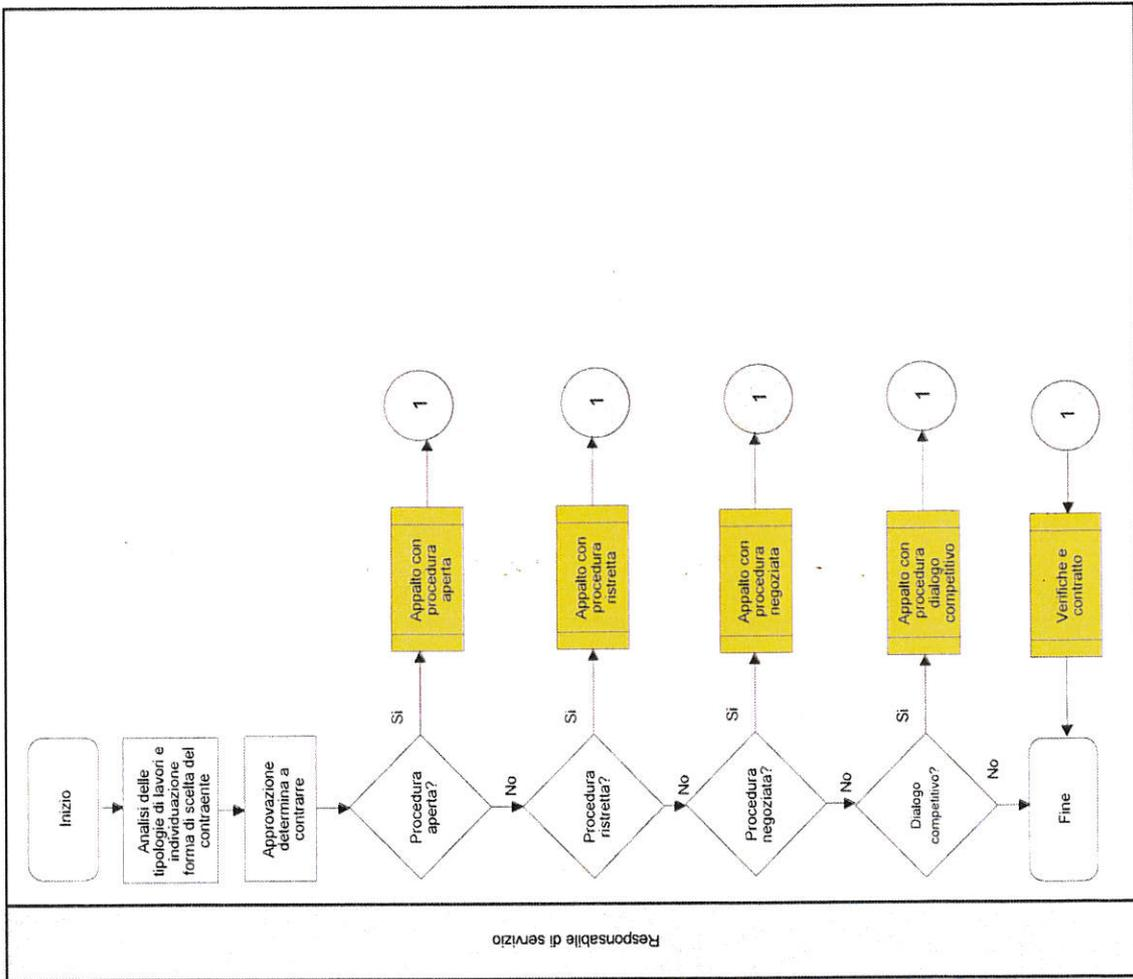 Responsabile di servizio
Inizio
Analisi delle
tipologie di lavori e
individuazione
forma di scelta del
contraente
Approvazione
determina a
contrarre
Procedura
aperta?
Si
No
Appalto con
procedura
aperta
1
Procedura
ristretta?
Si
No
Appalto con
procedura
ristretta
1
Procedura
negoziata?
Si
No
Appalto con
procedura
negoziata
1
Dialogo
competitivo?
Si
No
Appalto con
procedura
dialogo
competitivo
1
Fine
Verifiche e
contratto
1